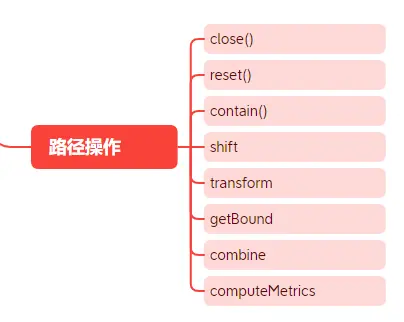 路径操作
close()
reset()
contain()
shift
transform
getBound
combine
computeMetrics